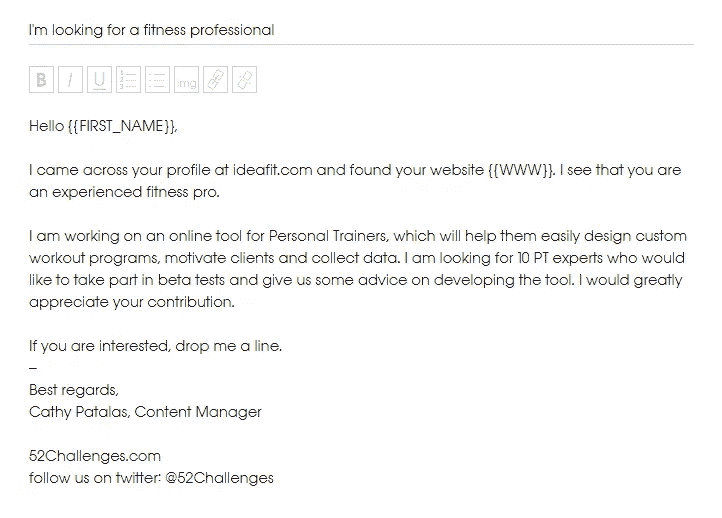 I'm looking for a fitness professional
B I U 1 2 3 :mg
Hello {{FIRST_NAME}},
I came across your profile at ideafit.com and found your website {{WWW}}. I see that you are
an experienced fitness pro.
I am working on an online tool for Personal Trainers, which will help them easily design custom
workout programs, motivate clients and collect data. I am looking for 10 PT experts who would
like to take part in beta tests and give us some advice on developing the tool. I would greatly
appreciate your contribution.
If you are interested, drop me a line.
–
Best regards,
Cathy Patalas, Content Manager
52Challenges.com
follow us on twitter: @52Challenges